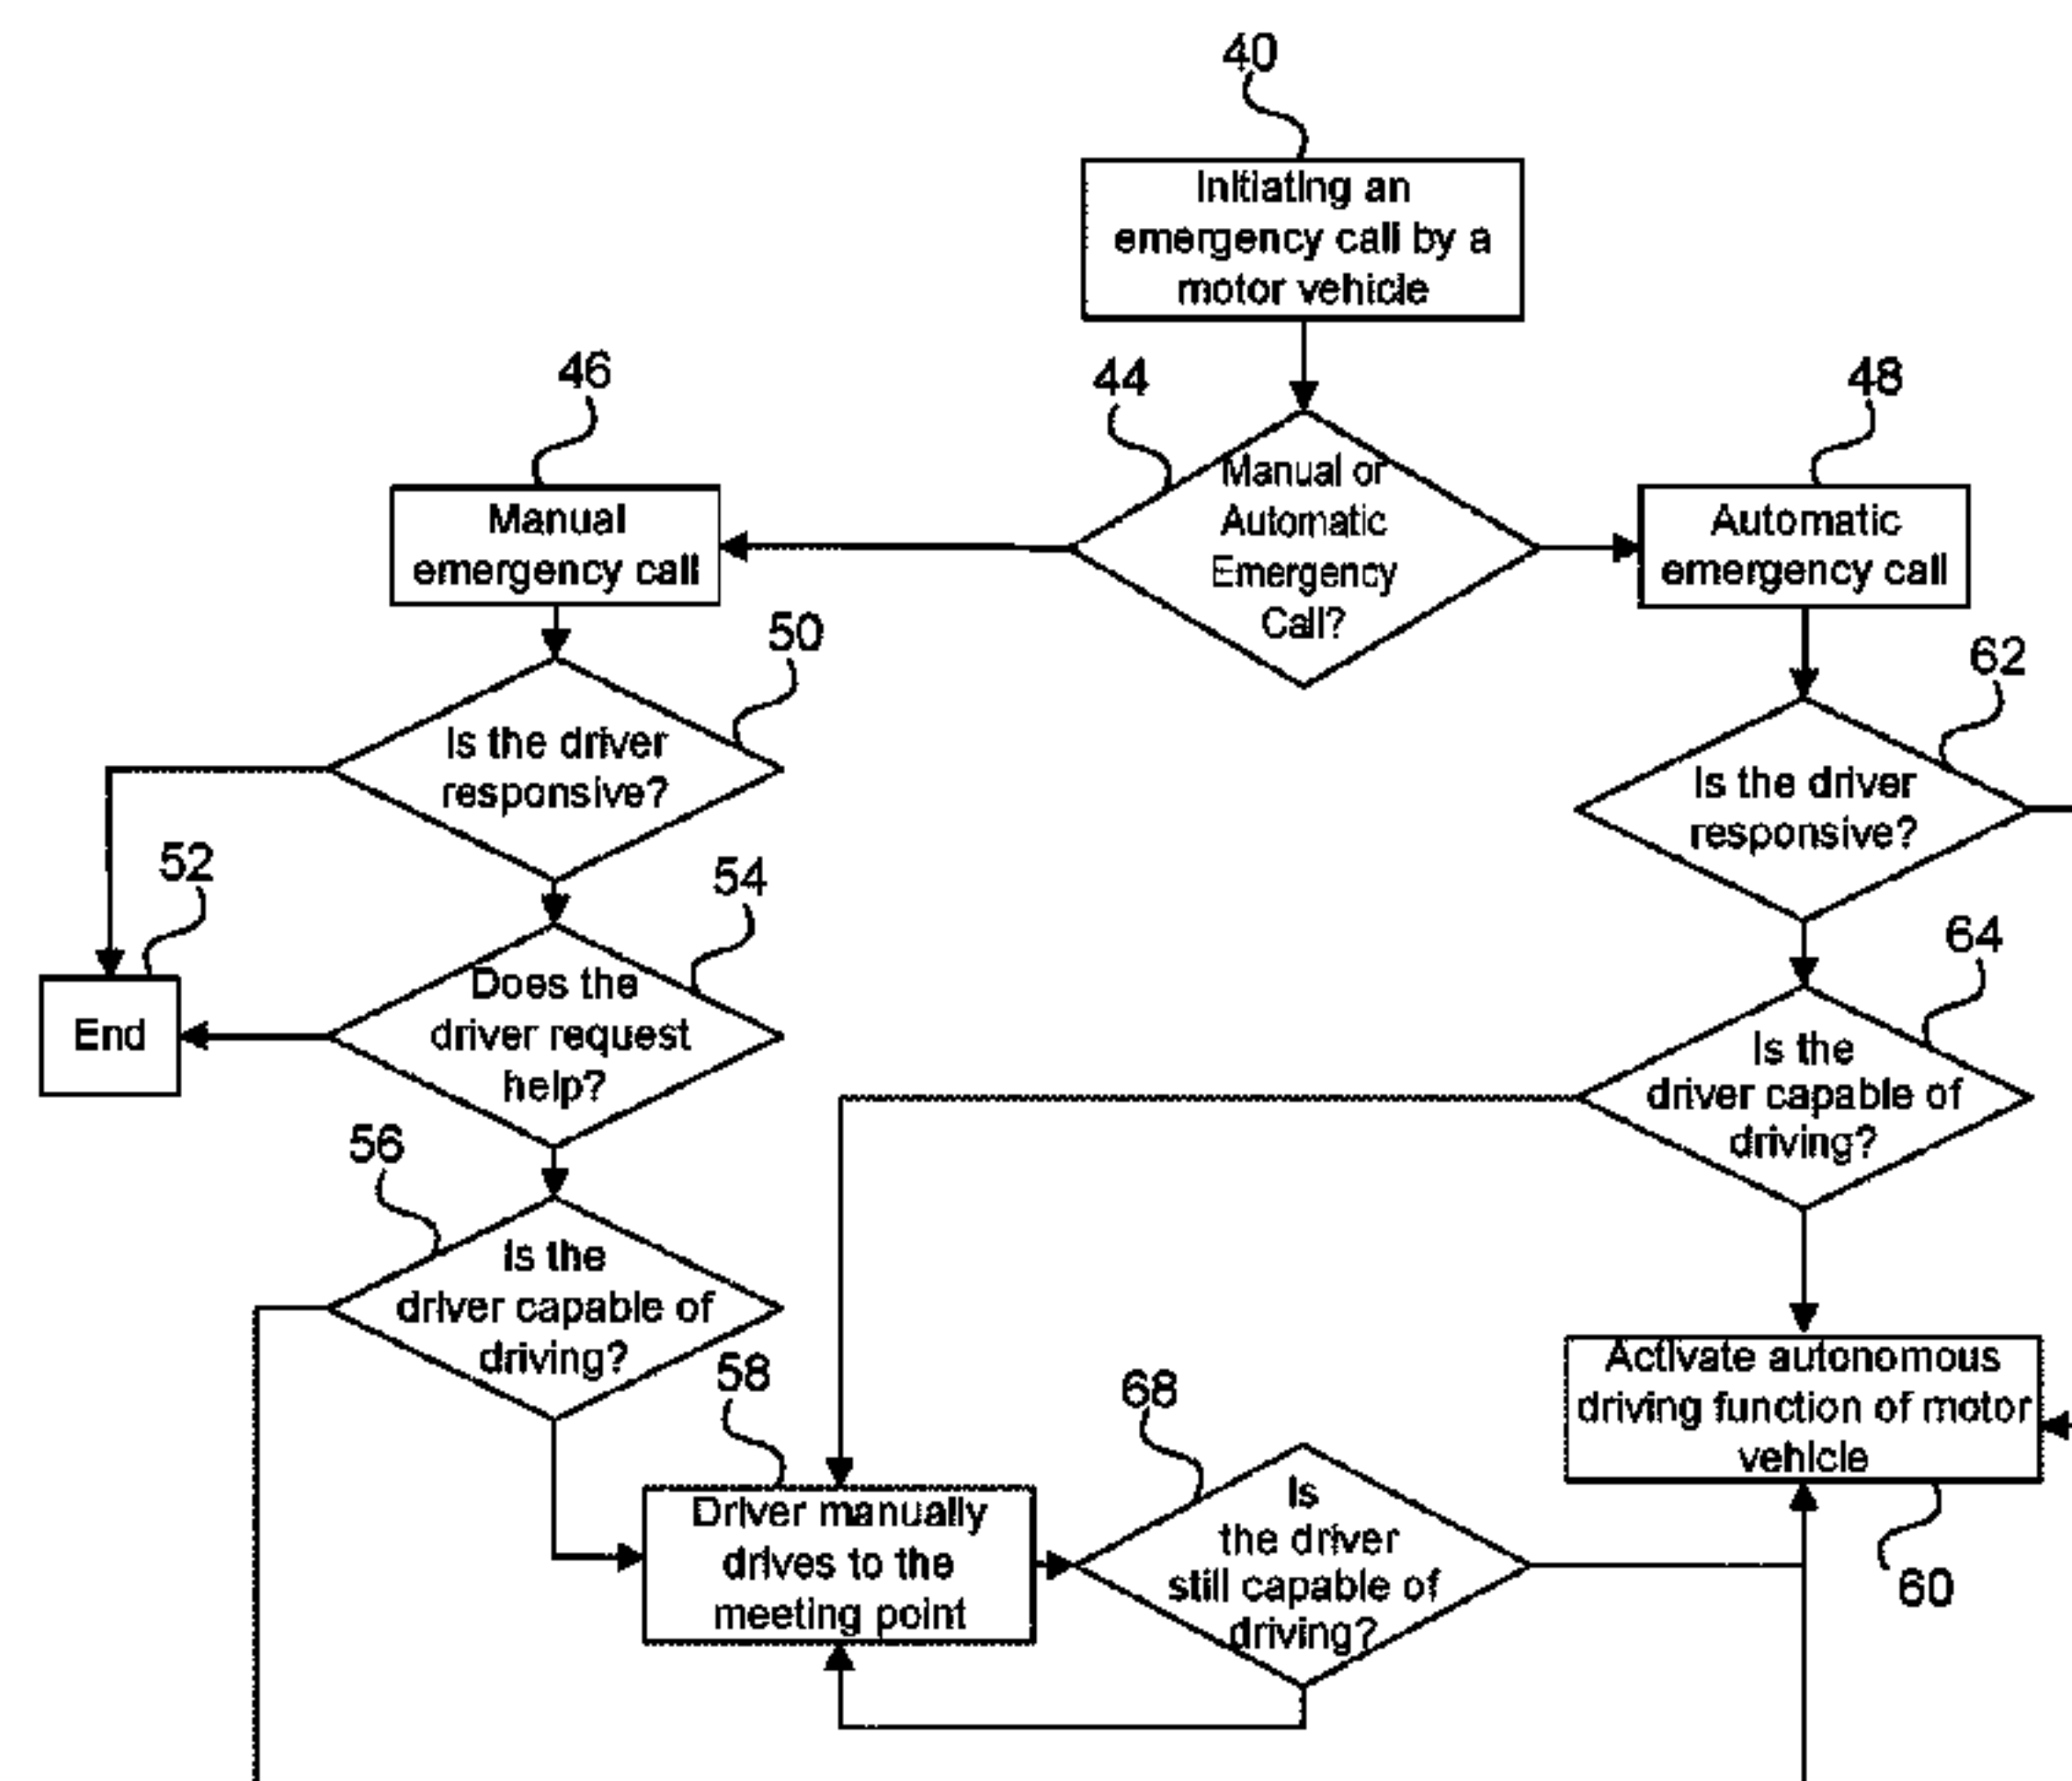 40
Initiating an
emergency call by a
motor vehicle
46
44
48
Manual
emergency call
Manual or
Automatic
Emergency
Call?
Automatic
emergency call
50
62
Is the driver
responsive?
Is the driver
responsive?
52
54
64
End
Does the
driver request
help?
Is the
driver capable of
driving?
56
Is the
driver capable of
driving?
58
68
Activate autonomous
driving function of motor
vehicle
Driver manually
drives to the
meeting point
Is
the driver
still capable of
driving?
60